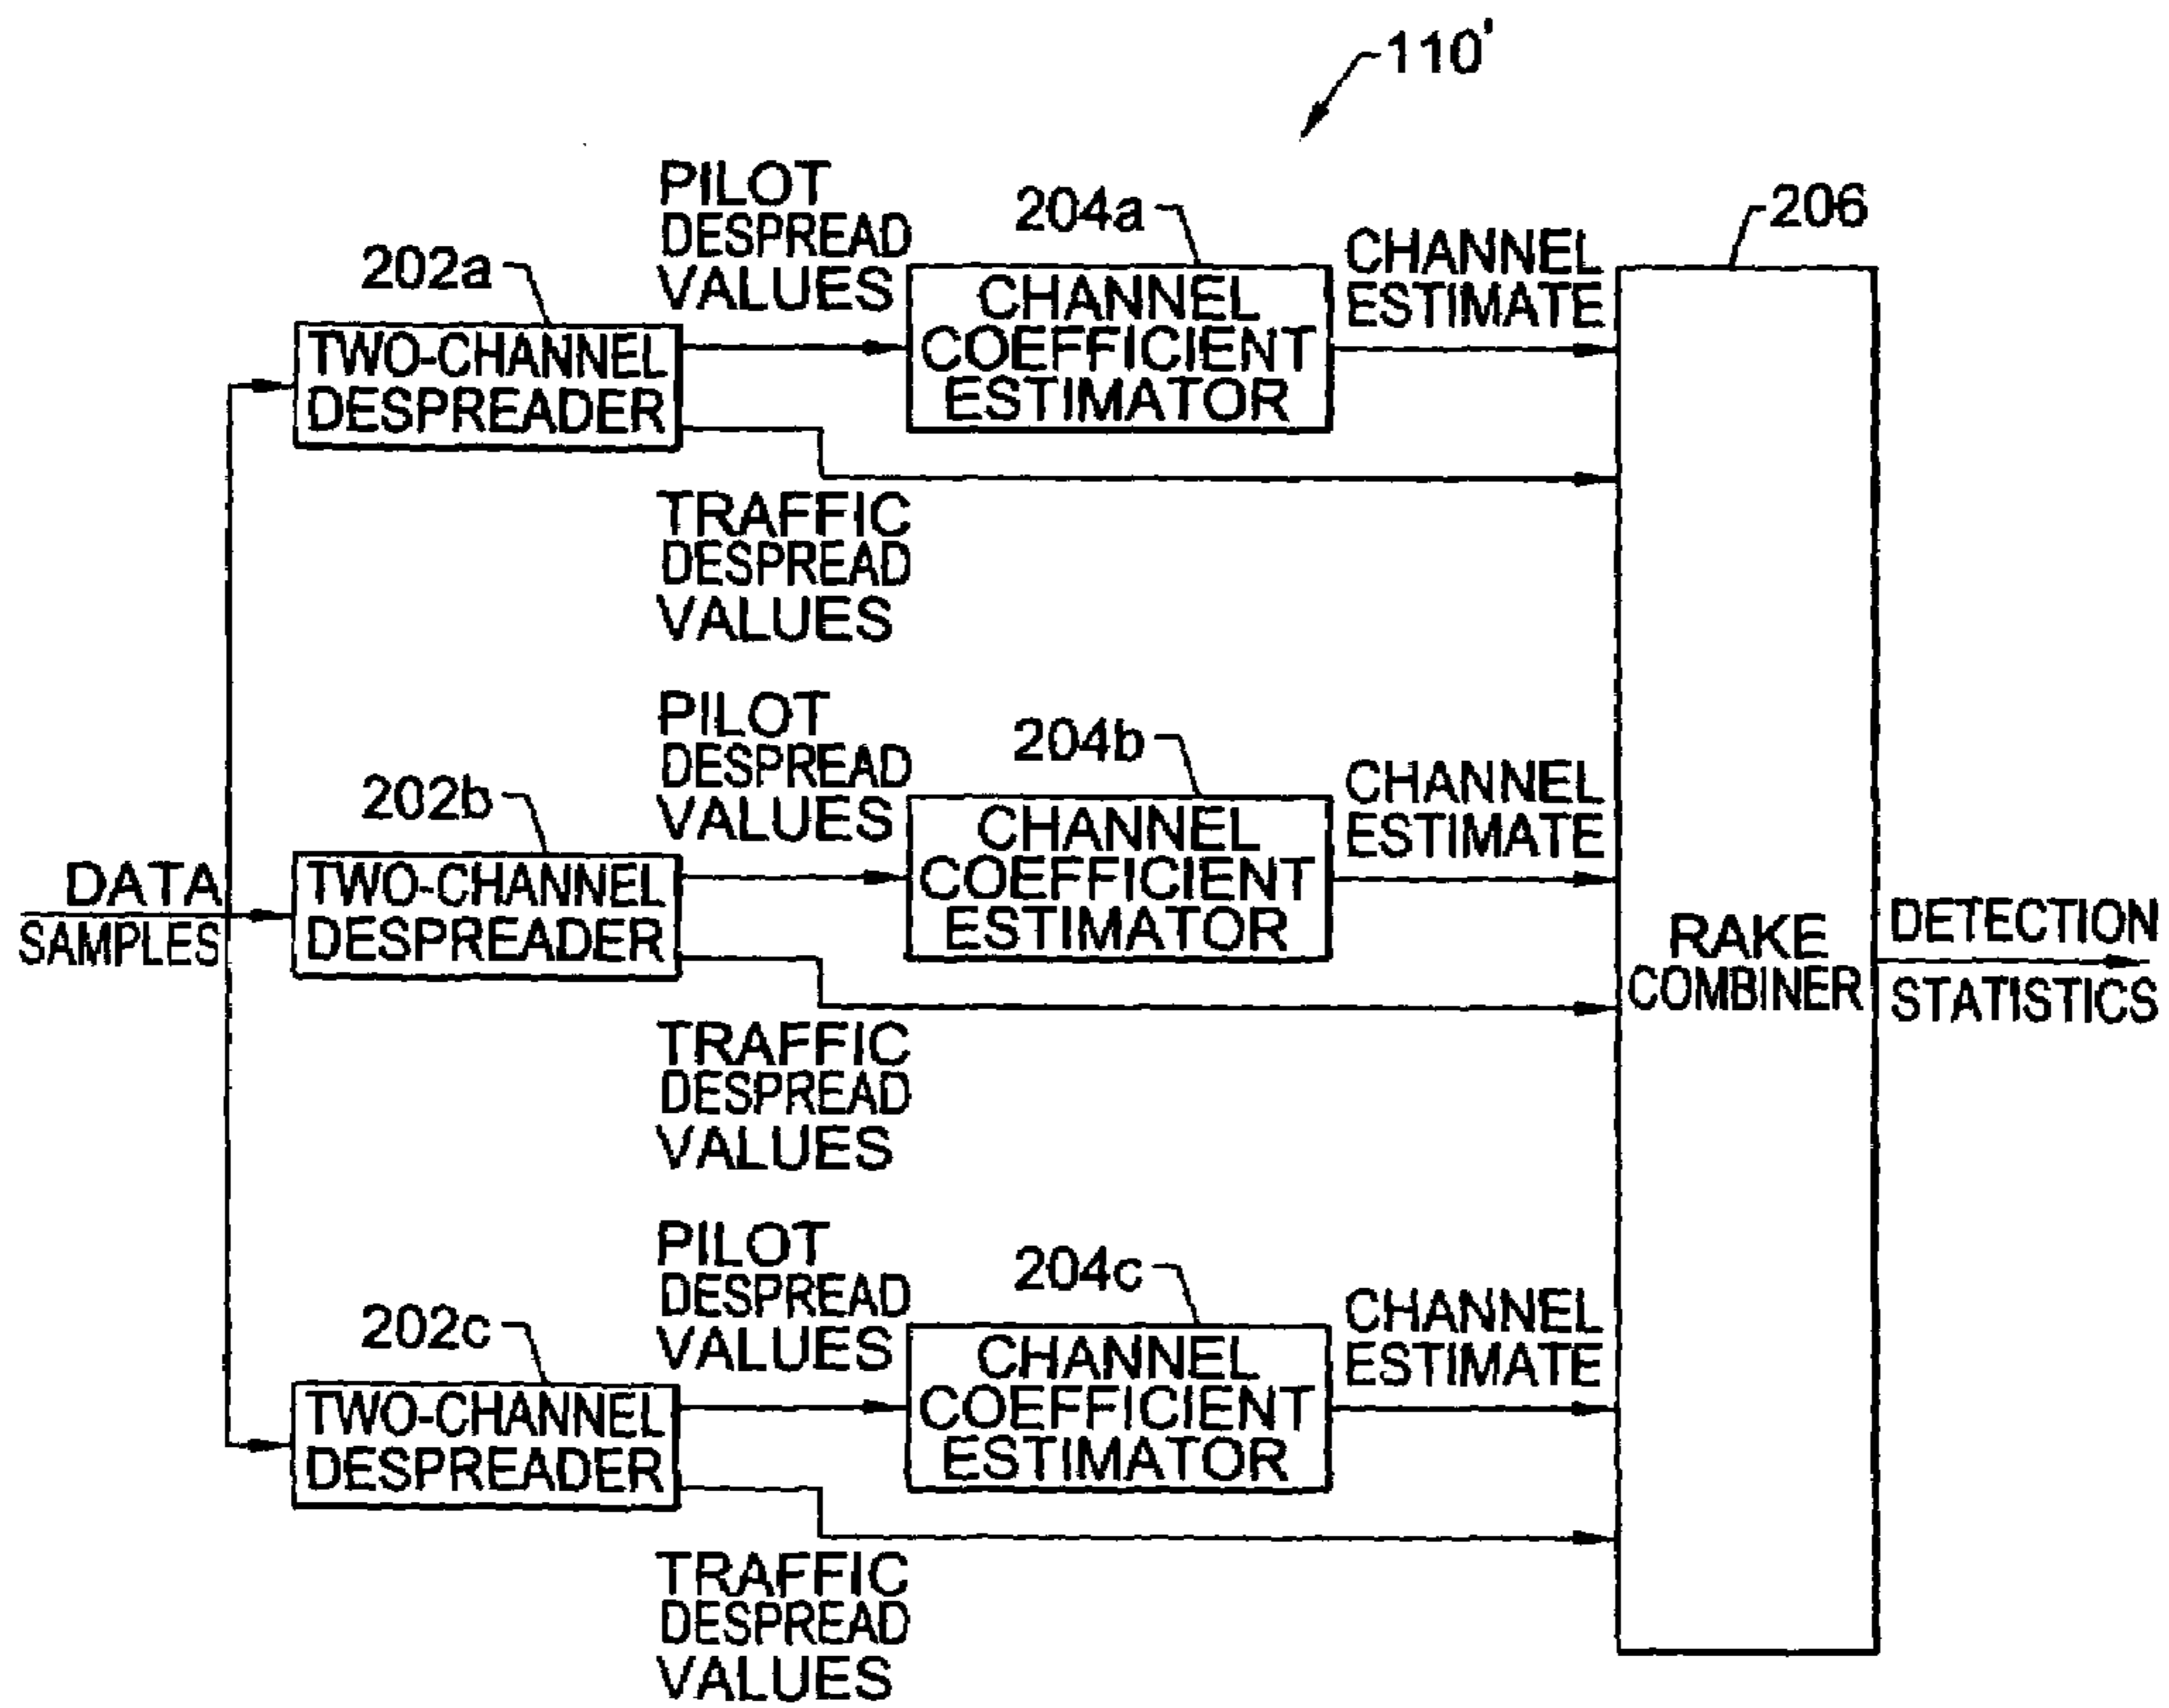 110'
PILOT
DESPREAD
VALUES
204a
206
202a
CHANNEL
ESTIMATE
CHANNEL
COEFFICIENT
ESTIMATOR
TWO-CHANNEL
DESPREADER
TRAFFIC
DESPREAD
VALUES
PILOT
DESPREAD
VALUES
204b
202b
CHANNEL
ESTIMATE
CHANNEL
COEFFICIENT
ESTIMATOR
DATA
SAMPLES
TWO-CHANNEL
DESPREADER
RAKE
COMBINER
DETECTION
STATISTICS
TRAFFIC
DESPREAD
VALUES
PILOT
DESPREAD
VALUES
204c
202c
CHANNEL
ESTIMATE
CHANNEL
COEFFICIENT
ESTIMATOR
TWO-CHANNEL
DESPREADER
TRAFFIC
DESPREAD
VALUES